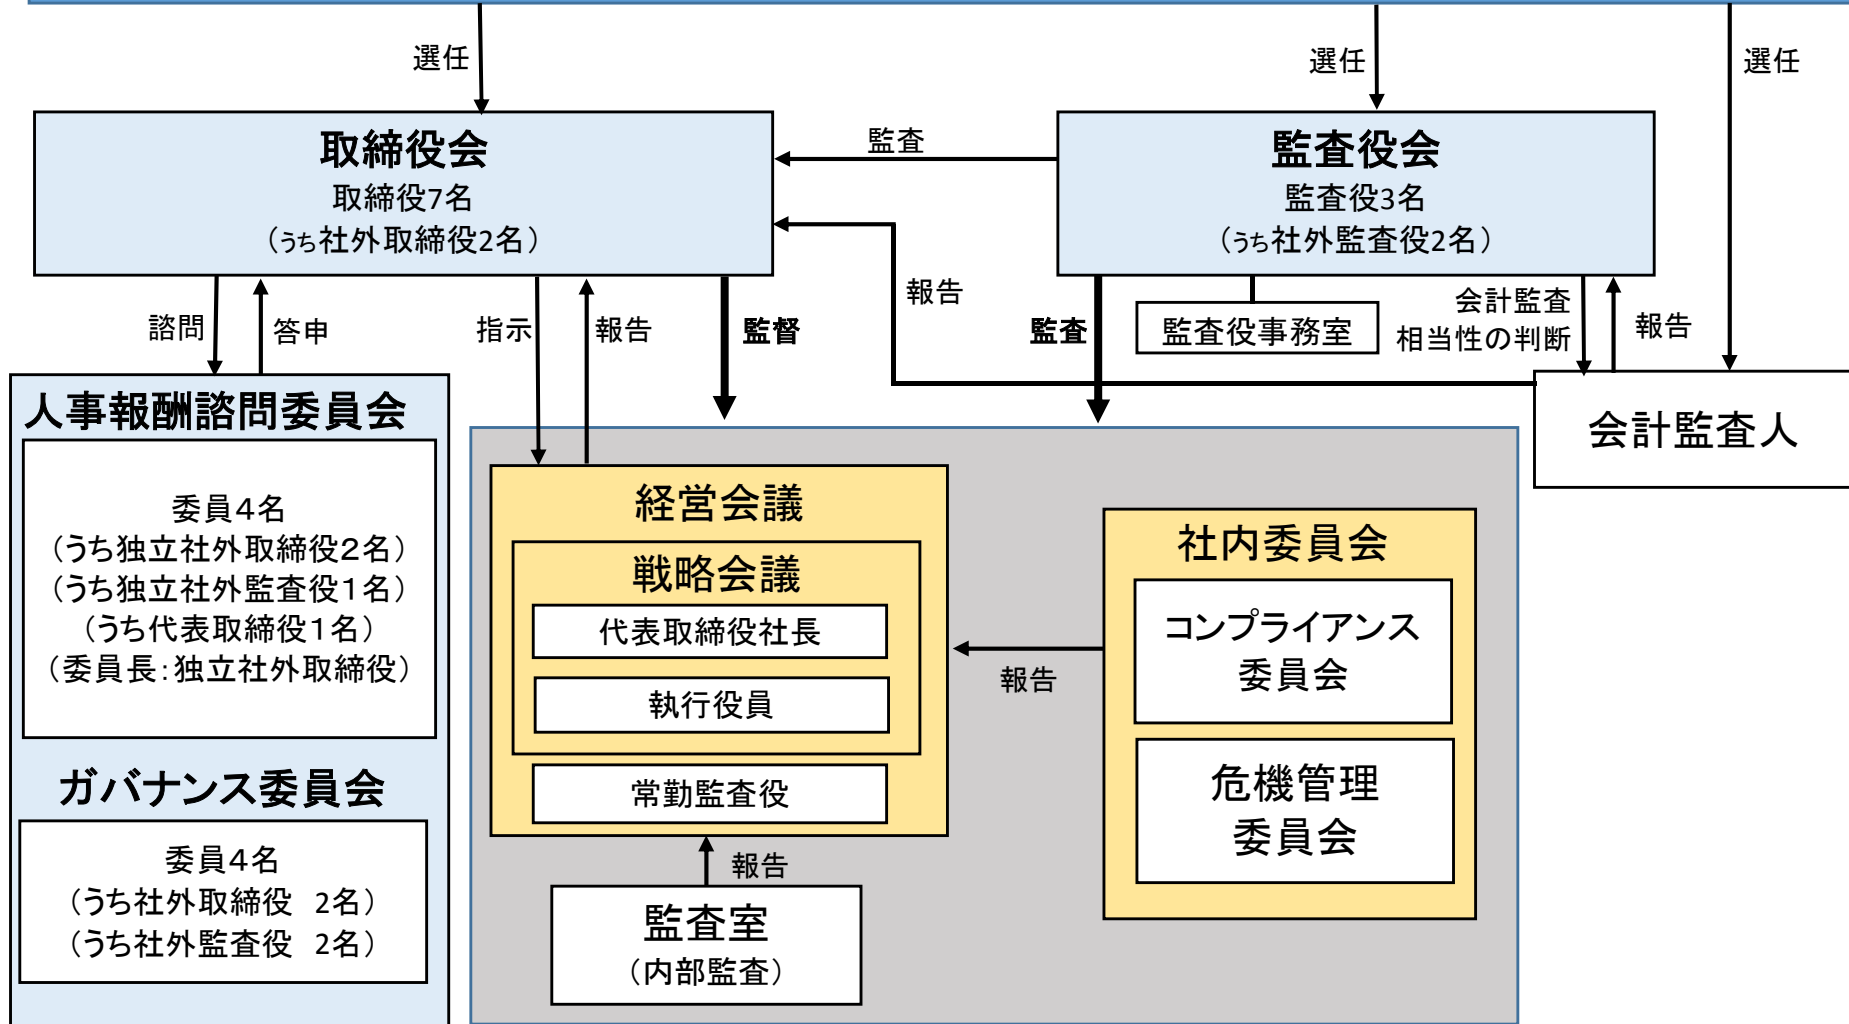 選任
選任
選任
取締役会
取締役7名
（うち社外取締役2名）
監査
監査役会
監査役3名
（うち社外監査役2名）
報告
諮問
答申
指示
報告
監督
監査
監査役事務室
会計監査
相当性の判断
報告
会計監査人
人事報酬諮問委員会
委員４名
（うち独立社外取締役２名）
（うち独立社外監査役１名）
（うち代表取締役１名）
（委員長：独立社外取締役）
ガバナンス委員会
委員４名
（うち社外取締役　2名）
（うち社外監査役　2名）
経営会議
戦略会議
代表取締役社長
執行役員
常勤監査役
報告
監査室
（内部監査）
報告
社内委員会
コンプライアンス
委員会
危機管理
委員会